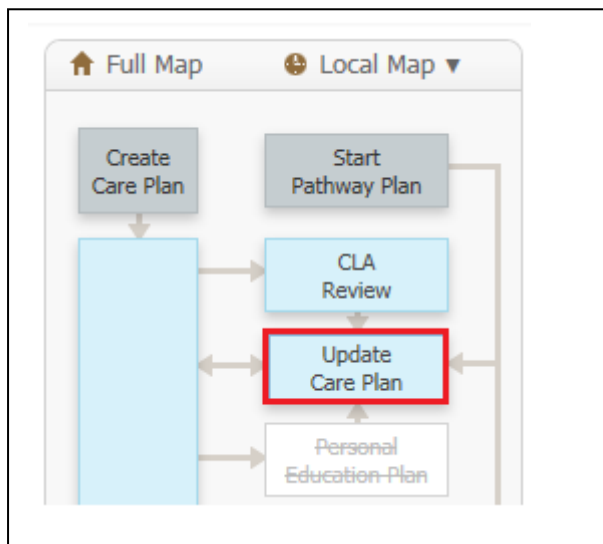 Full Map
Local Map ▼
Create
Care Plan
Start
Pathway Plan
CLA
Review
Update
Care Plan
Personal
Education Plan